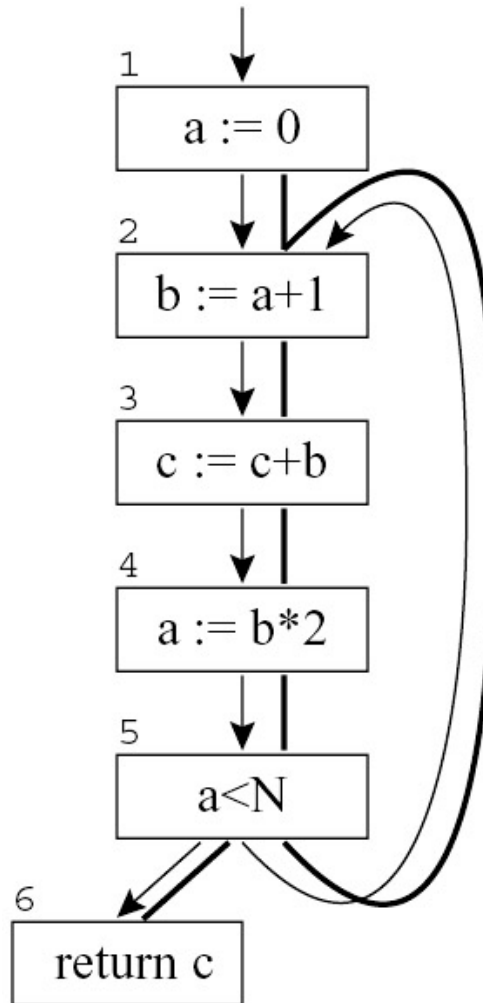 1
a := 0
2
b := a+1
3
c := c+b
4
a := b*2
5
a<N
6
return c